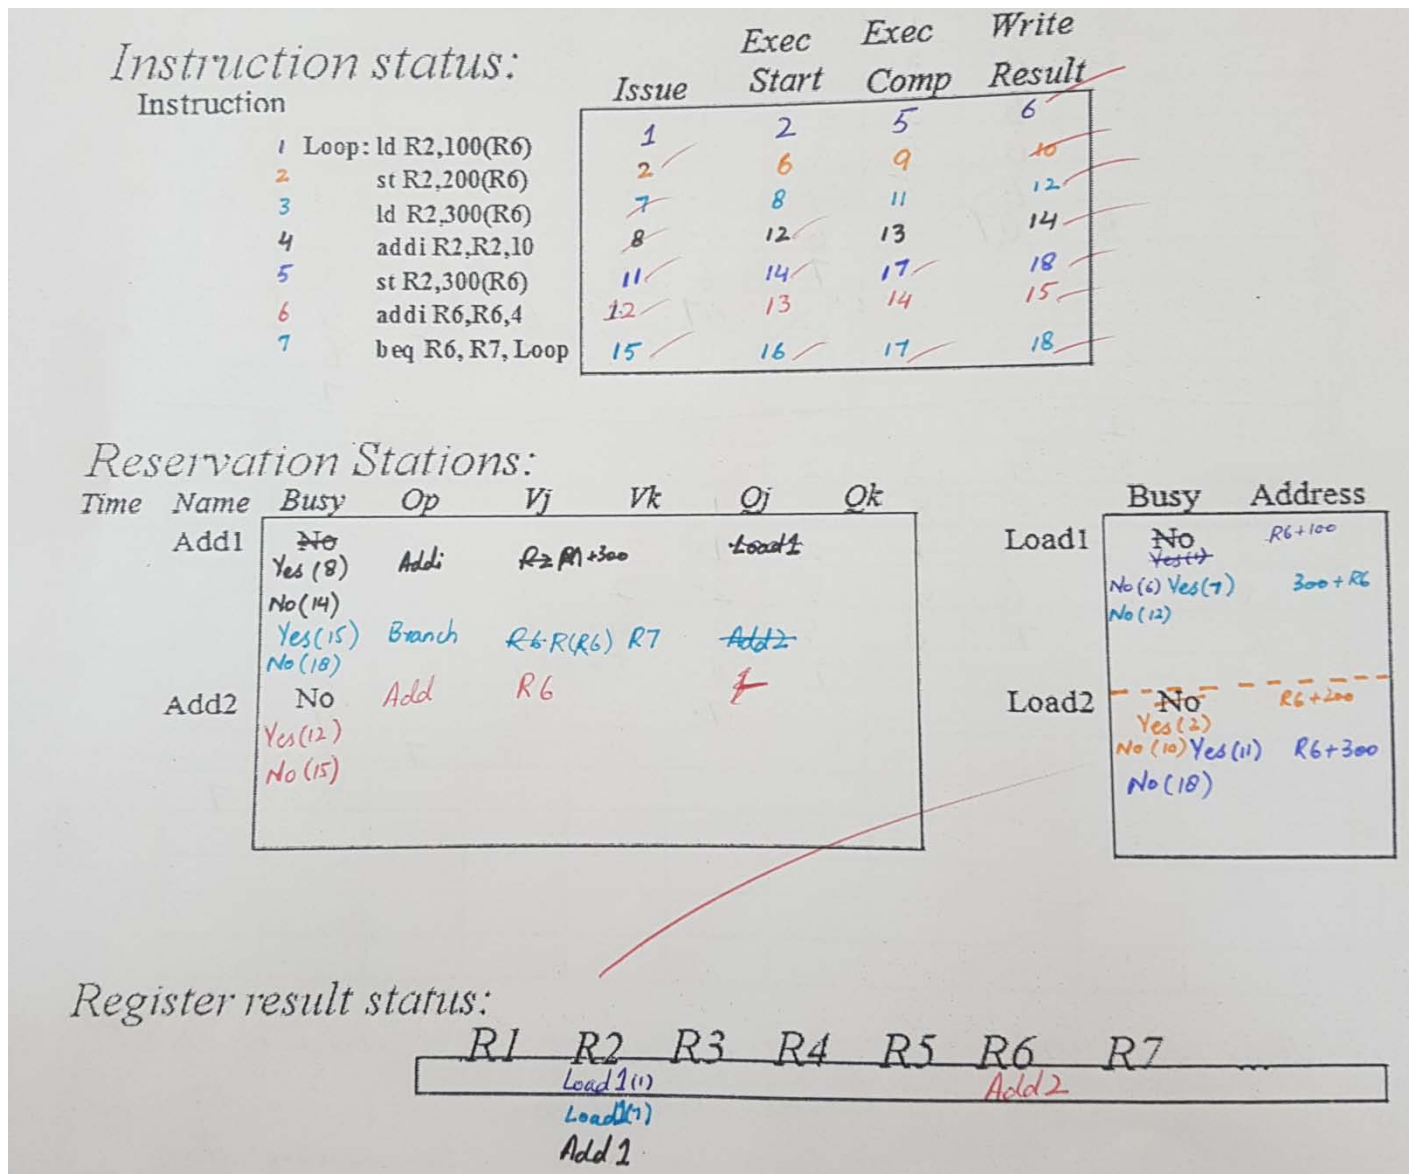 Instruction status:
Instruction Issue Exec Start Exec Comp Write Result
1 Loop: ld R2,100(R6) 1 2 5 6
2 st R2,200(R6) 2 6 9 10
3 ld R2,300(R6) 7 8 11 12
4 addi R2,R2,10 8 12 13 14
5 st R2,300(R6) 11 14 17 18
6 addi R6,R6,4 12 13 14 15
7 beq R6, R7, Loop 15 16 17 18
Reservation Stations:
Time Name Busy Op Vj Vk Qj Qk
Add1 No
Yes (8) Addi R2 M+300 Load1
No(14)
Yes(15) Branch R6 R(R6) R7 Add2
No(18)
Add2 No Add R6
Yes(12)
No(15)
Busy Address
Load1 No R6+100
Yes(1)
No(6) Yes(7) 300+R6
No(12)
Load2 No R6+200
Yes(2)
No(10) Yes(11) R6+300
No(18)
Register result status:
R1 R2 R3 R4 R5 R6 R7 ...
Load1(1) Add2
Load1(7)
Add1